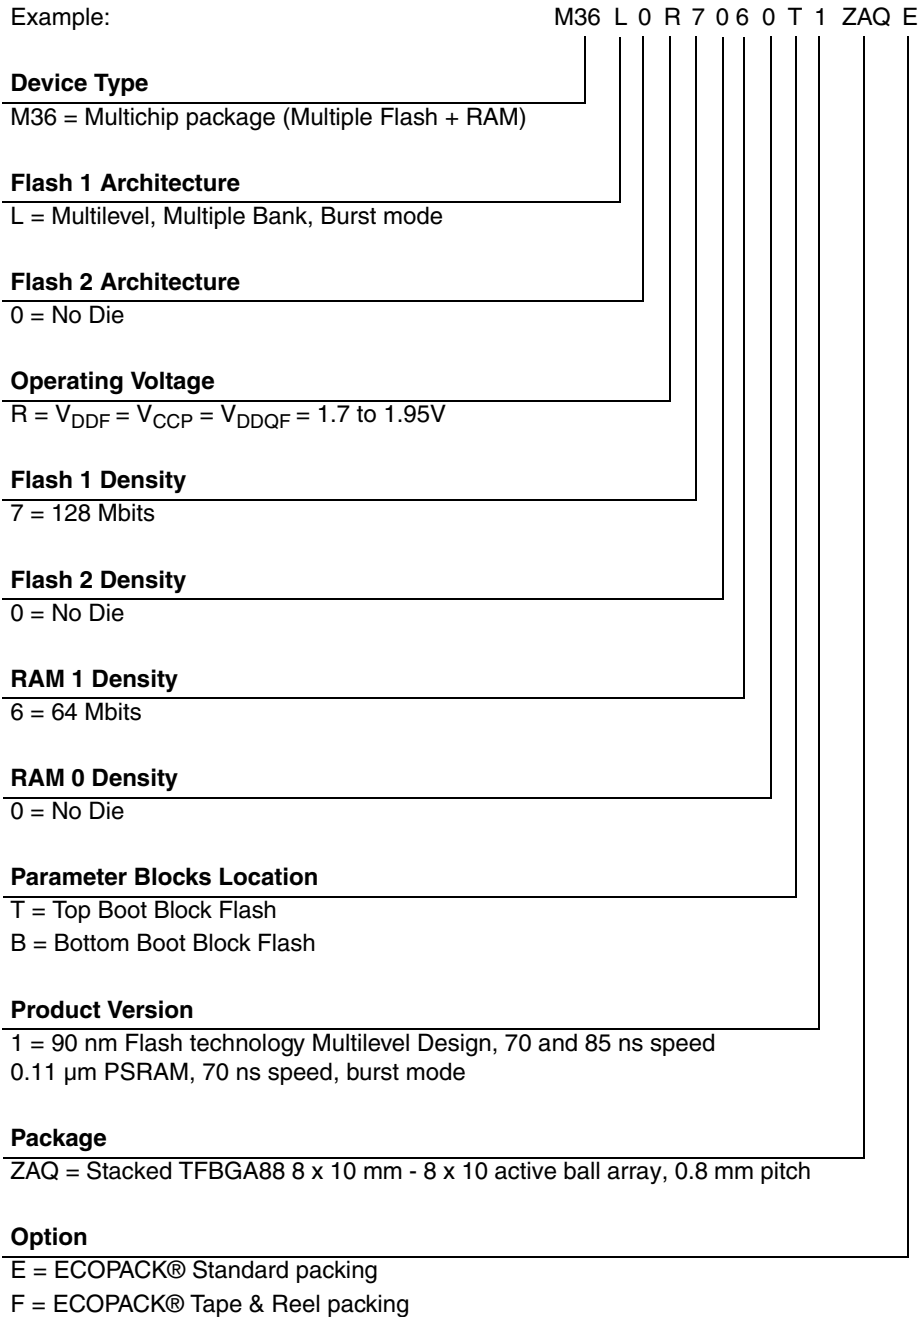 Example: M36 L 0 R 7 0 6 0 T 1 ZAQ E
Device Type
M36 = Multichip package (Multiple Flash + RAM)
Flash 1 Architecture
L = Multilevel, Multiple Bank, Burst mode
Flash 2 Architecture
0 = No Die
Operating Voltage
R = VDDF = VCCP = VDDQF = 1.7 to 1.95V
Flash 1 Density
7 = 128 Mbits
Flash 2 Density
0 = No Die
RAM 1 Density
6 = 64 Mbits
RAM 0 Density
0 = No Die
Parameter Blocks Location
T = Top Boot Block Flash
B = Bottom Boot Block Flash
Product Version
1 = 90 nm Flash technology Multilevel Design, 70 and 85 ns speed
0.11 µm PSRAM, 70 ns speed, burst mode
Package
ZAQ = Stacked TFBGA88 8 x 10 mm - 8 x 10 active ball array, 0.8 mm pitch
Option
E = ECOPACK® Standard packing
F = ECOPACK® Tape & Reel packing